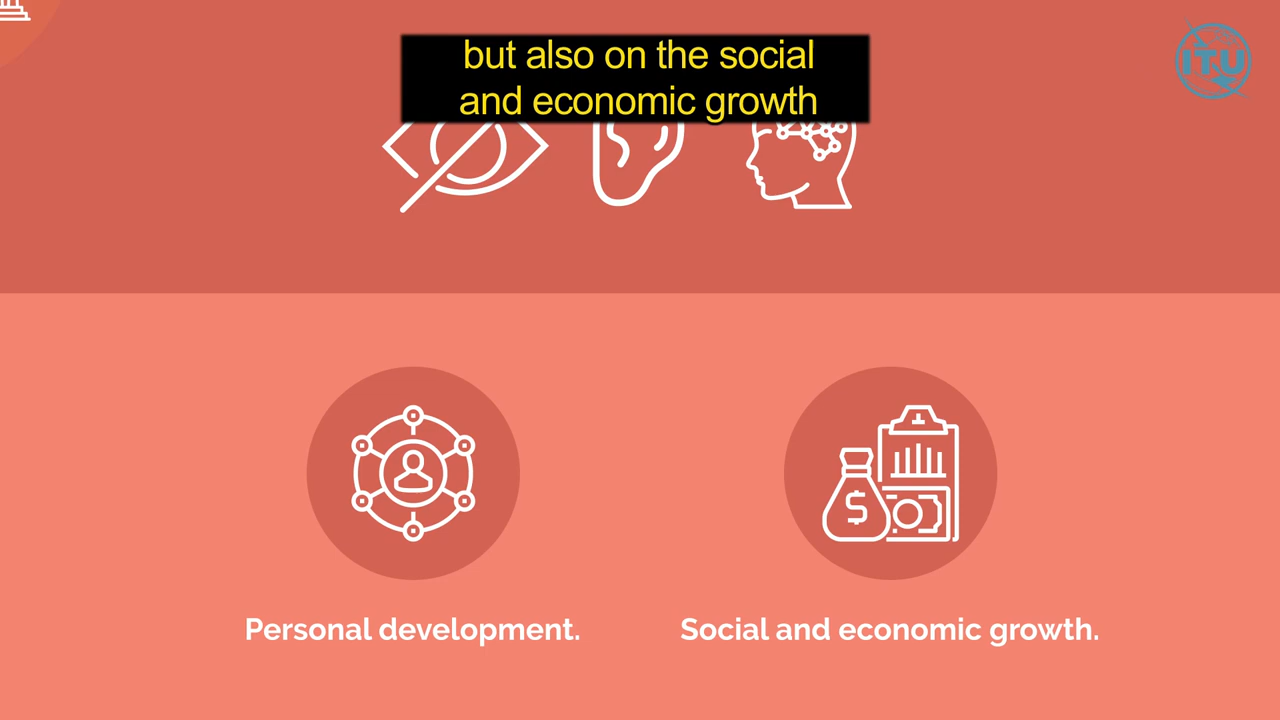 but also on the social
and economic growth
ITU
$
Personal development.
Social and economic growth.